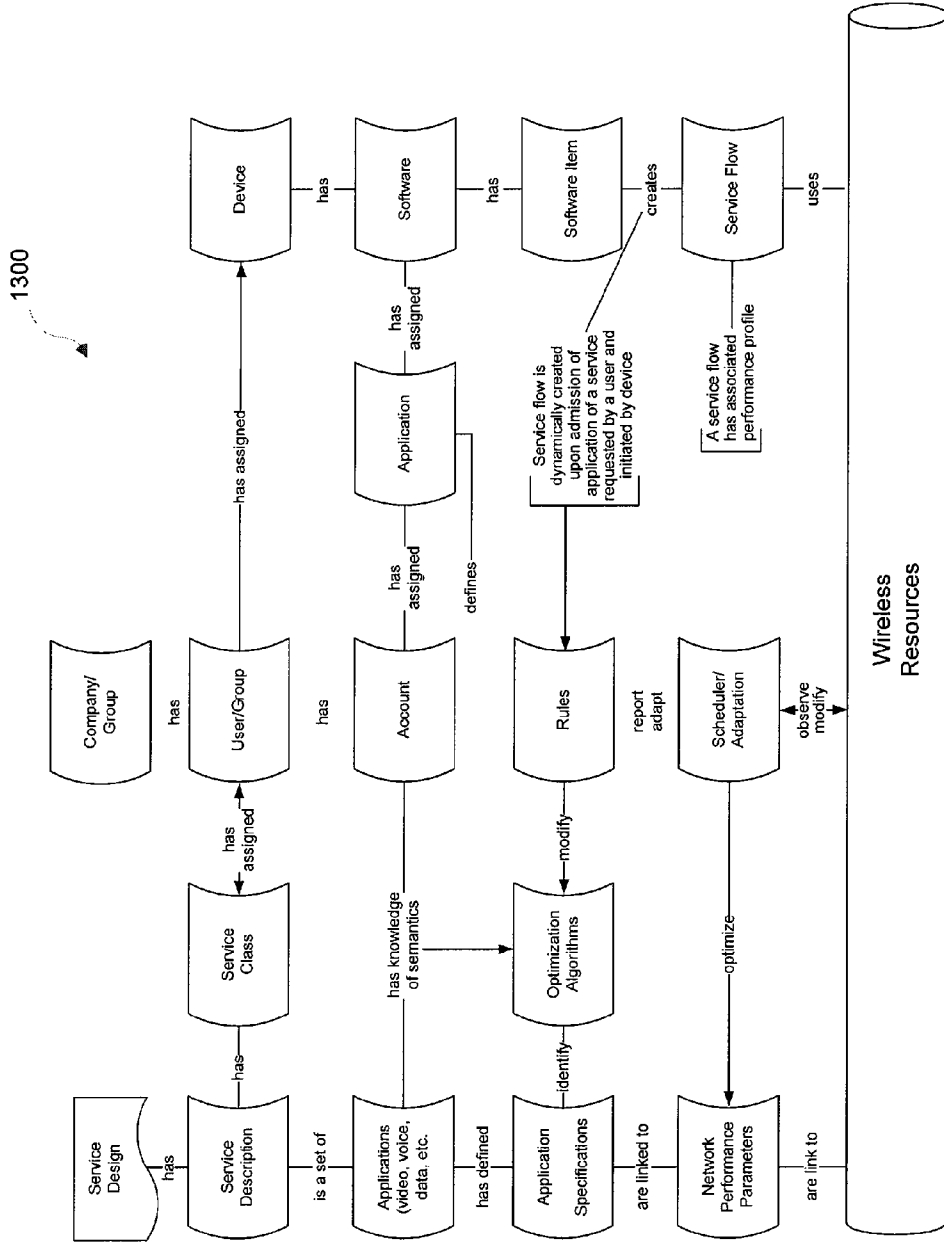 1300
Service
Design
has
Service
Description
is a set of
Applications
(video, voice,
data, etc.
has defined
Application
Specifications
are linked to
Network
Performance
Parameters
are link to
has
Service
Class
has
assigned
Company/
Group
has
User/Group
has
Account
has knowledge
of semantics
Optimization
Algorithms
identify
modify
Rules
report
adapt
Scheduler/
Adaptation
optimize
observe
modify
has assigned
has
assigned
Application
defines
has
assigned
Service flow is
dynamically created
upon admission of
application of a service
requested by a user and
initiated by device
A service flow
has associated
performance profile
Device
has
Software
has
Software Item
creates
Service Flow
uses
Wireless
Resources